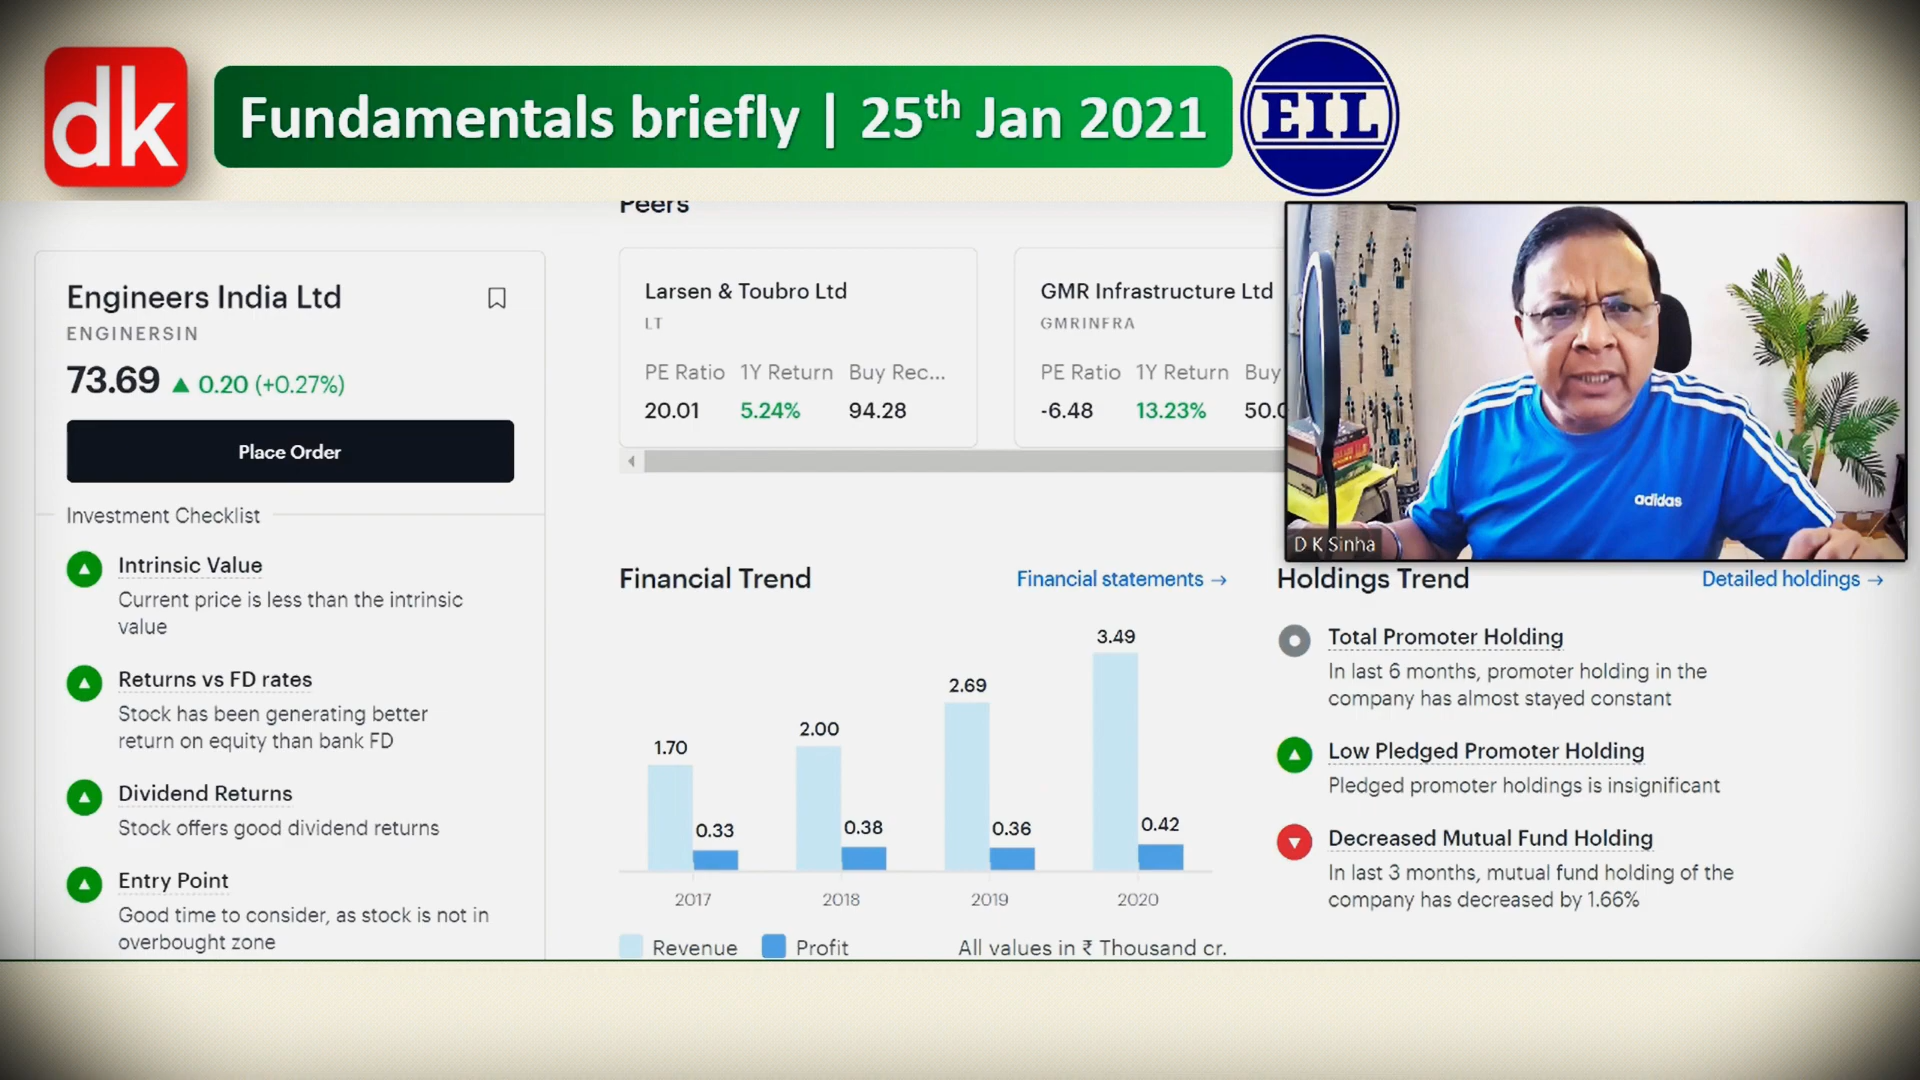 dk
Fundamentals briefly | 25th Jan 2021
EIL
Peers
Engineers India Ltd
ENGINERSIN
73.69 ▲ 0.20 (+0.27%)
Place Order
Investment Checklist
Intrinsic Value
Current price is less than the intrinsic
value
Returns vs FD rates
Stock has been generating better
return on equity than bank FD
Dividend Returns
Stock offers good dividend returns
Entry Point
Good time to consider, as stock is not in
overbought zone
Larsen & Toubro Ltd
LT
PE Ratio 1Y Return Buy Rec...
20.01 5.24% 94.28
GMR Infrastructure Ltd
GMRINFRA
PE Ratio 1Y Return Buy
-6.48 13.23% 50.0
adidas
D K Sinha
Financial Trend
Financial statements →
1.70
0.33
2.00
0.38
2.69
0.36
3.49
0.42
2017 2018 2019 2020
Revenue Profit All values in ₹ Thousand cr.
Holdings Trend
Detailed holdings →
Total Promoter Holding
In last 6 months, promoter holding in the
company has almost stayed constant
Low Pledged Promoter Holding
Pledged promoter holdings is insignificant
Decreased Mutual Fund Holding
In last 3 months, mutual fund holding of the
company has decreased by 1.66%